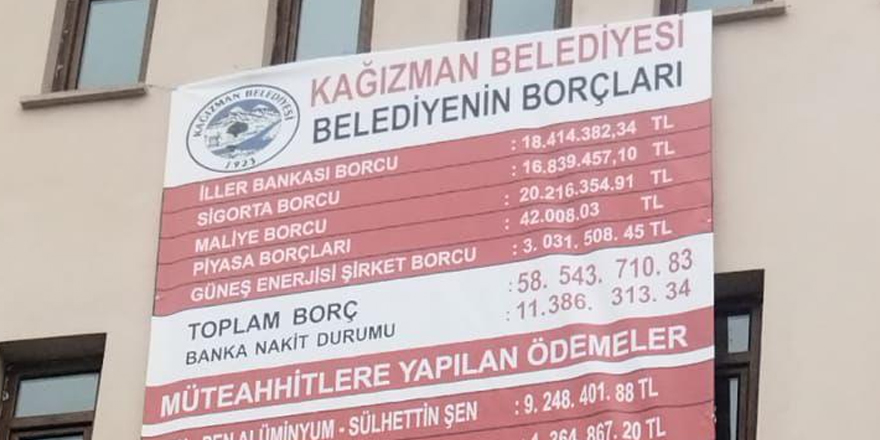 KAĞIZMAN BELEDİYESİ
1923
KAĞIZMAN BELEDİYESİ
BELEDİYENİN BORÇLARI
İLLER BANKASI BORCU : 18.414.382,34 TL
SİGORTA BORCU : 16.839.457,10 TL
MALİYE BORCU : 20.216.354.91 TL
PİYASA BORÇLARI : 42.008.03 TL
GÜNEŞ ENERJİSİ ŞİRKET BORCU : 3. 031. 508. 45 TL
TOPLAM BORÇ : 58. 543. 710. 83
BANKA NAKİT DURUMU : 11.386. 313. 34
MÜTEAHHİTLERE YAPILAN ÖDEMELER
ALÜMİNYUM - SÜLHETTİN ŞEN : 9. 248. 401. 88 TL
364. 867. 20 TL